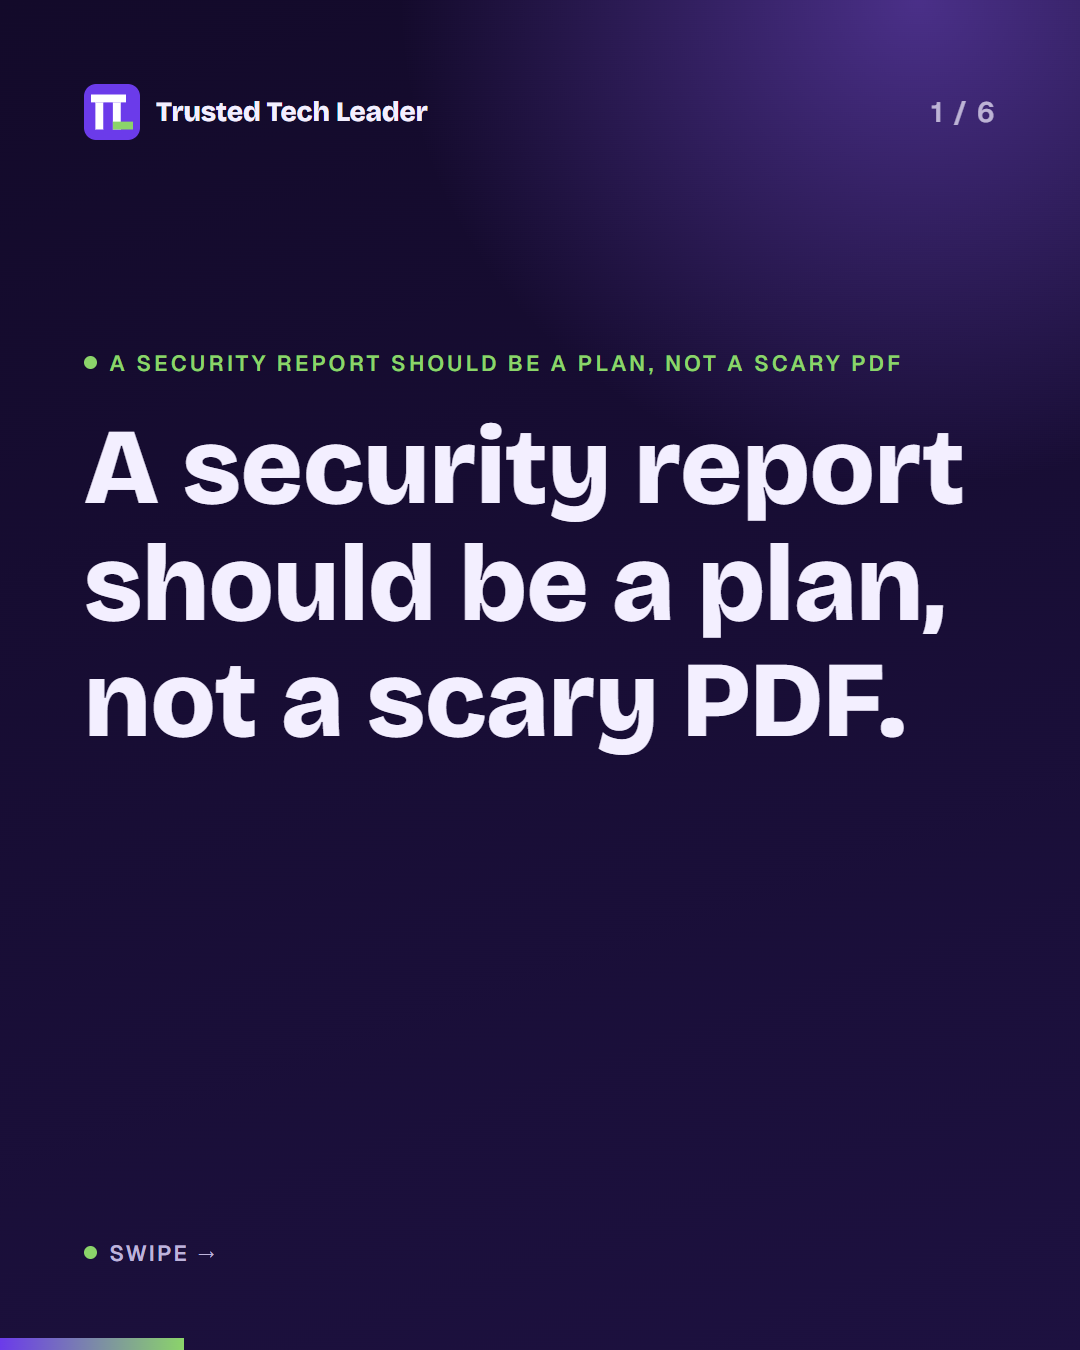 TL Trusted Tech Leader
1 / 6
A SECURITY REPORT SHOULD BE A PLAN, NOT A SCARY PDF
A security report
should be a plan,
not a scary PDF.
SWIPE →